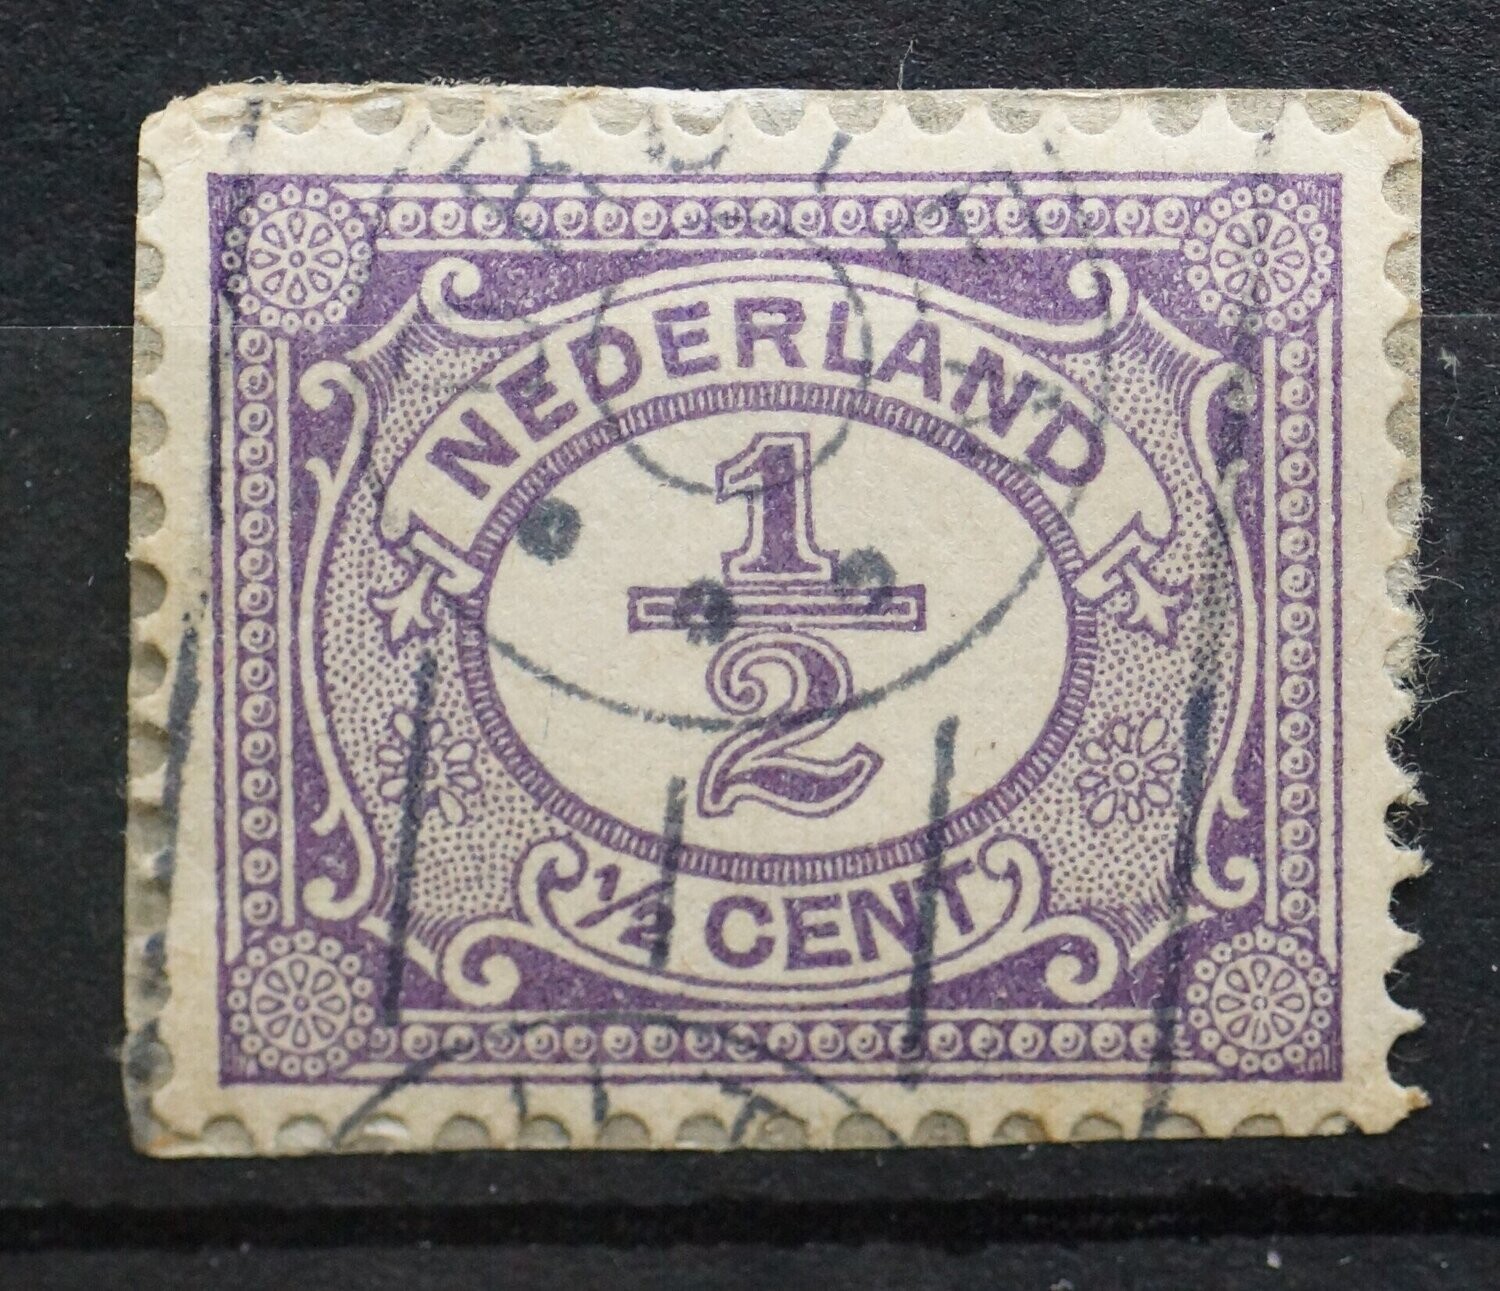 NEDERLAND
1/2
½ CENT